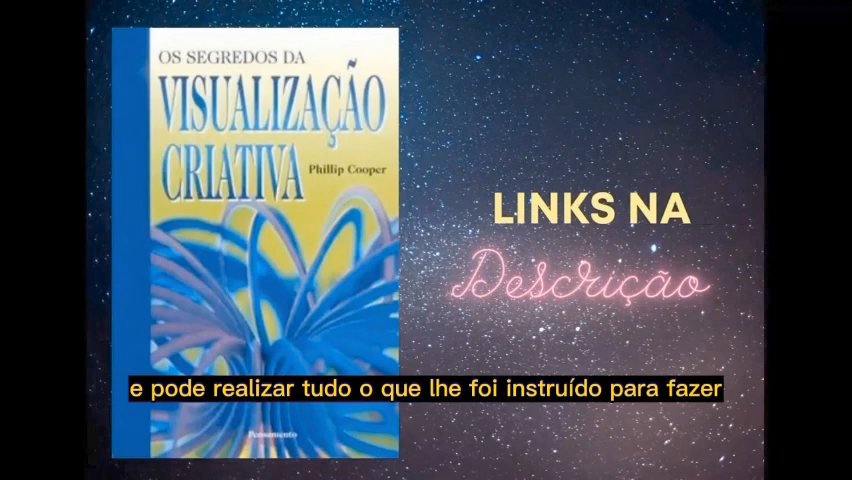 OS SEGREDOS DA
VISUALIZAÇÃO
CRIATIVA
Phillip Cooper
LINKS NA
Descrição
e pode realizar tudo o que lhe foi instruído para fazer
Pensamento